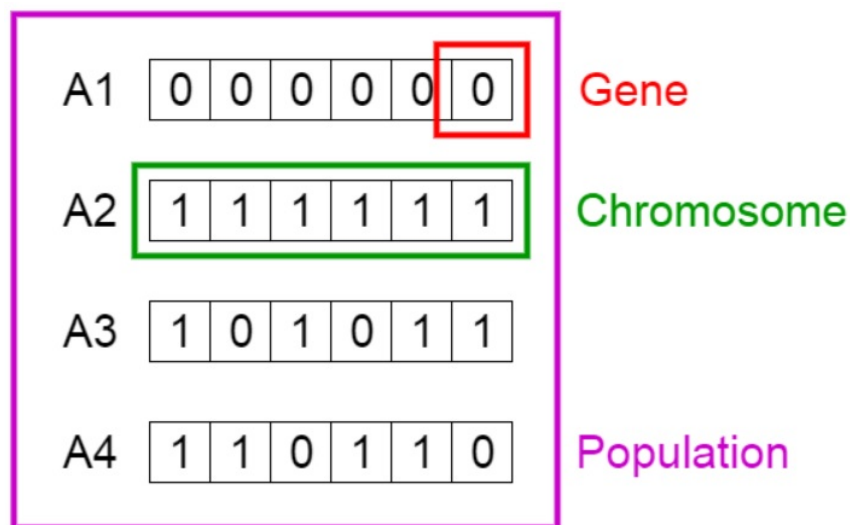 A1 0 0 0 0 0 0 Gene
A2 1 1 1 1 1 1 Chromosome
A3 1 0 1 0 1 1
A4 1 1 0 1 1 0 Population